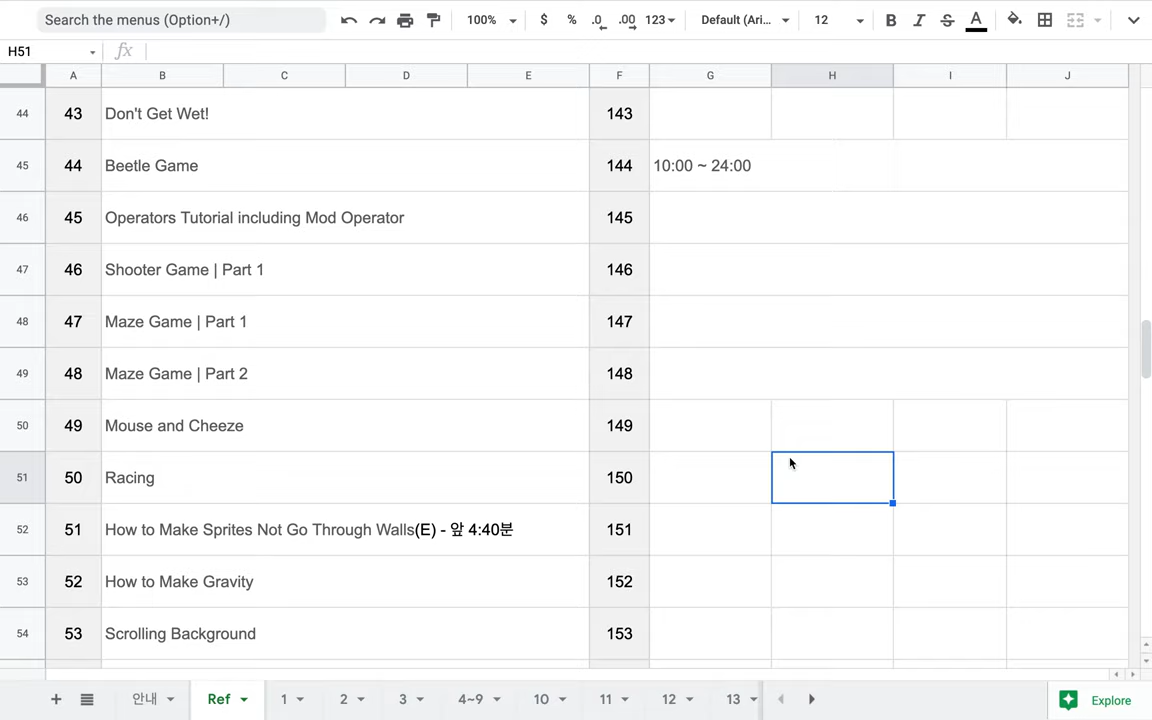 Search the menus (Option+/) 100% $ % .0 .00 123 Default (Ari... 12 B I S A
H51 fx
A B C D E F G H I J
44 43 Don't Get Wet! 143
45 44 Beetle Game 144 10:00 ~ 24:00
46 45 Operators Tutorial including Mod Operator 145
47 46 Shooter Game | Part 1 146
48 47 Maze Game | Part 1 147
49 48 Maze Game | Part 2 148
50 49 Mouse and Cheeze 149
51 50 Racing 150
52 51 How to Make Sprites Not Go Through Walls(E) - 앞 4:40분 151
53 52 How to Make Gravity 152
54 53 Scrolling Background 153
+ 안내 Ref 1 2 3 4~9 10 11 12 13 Explore